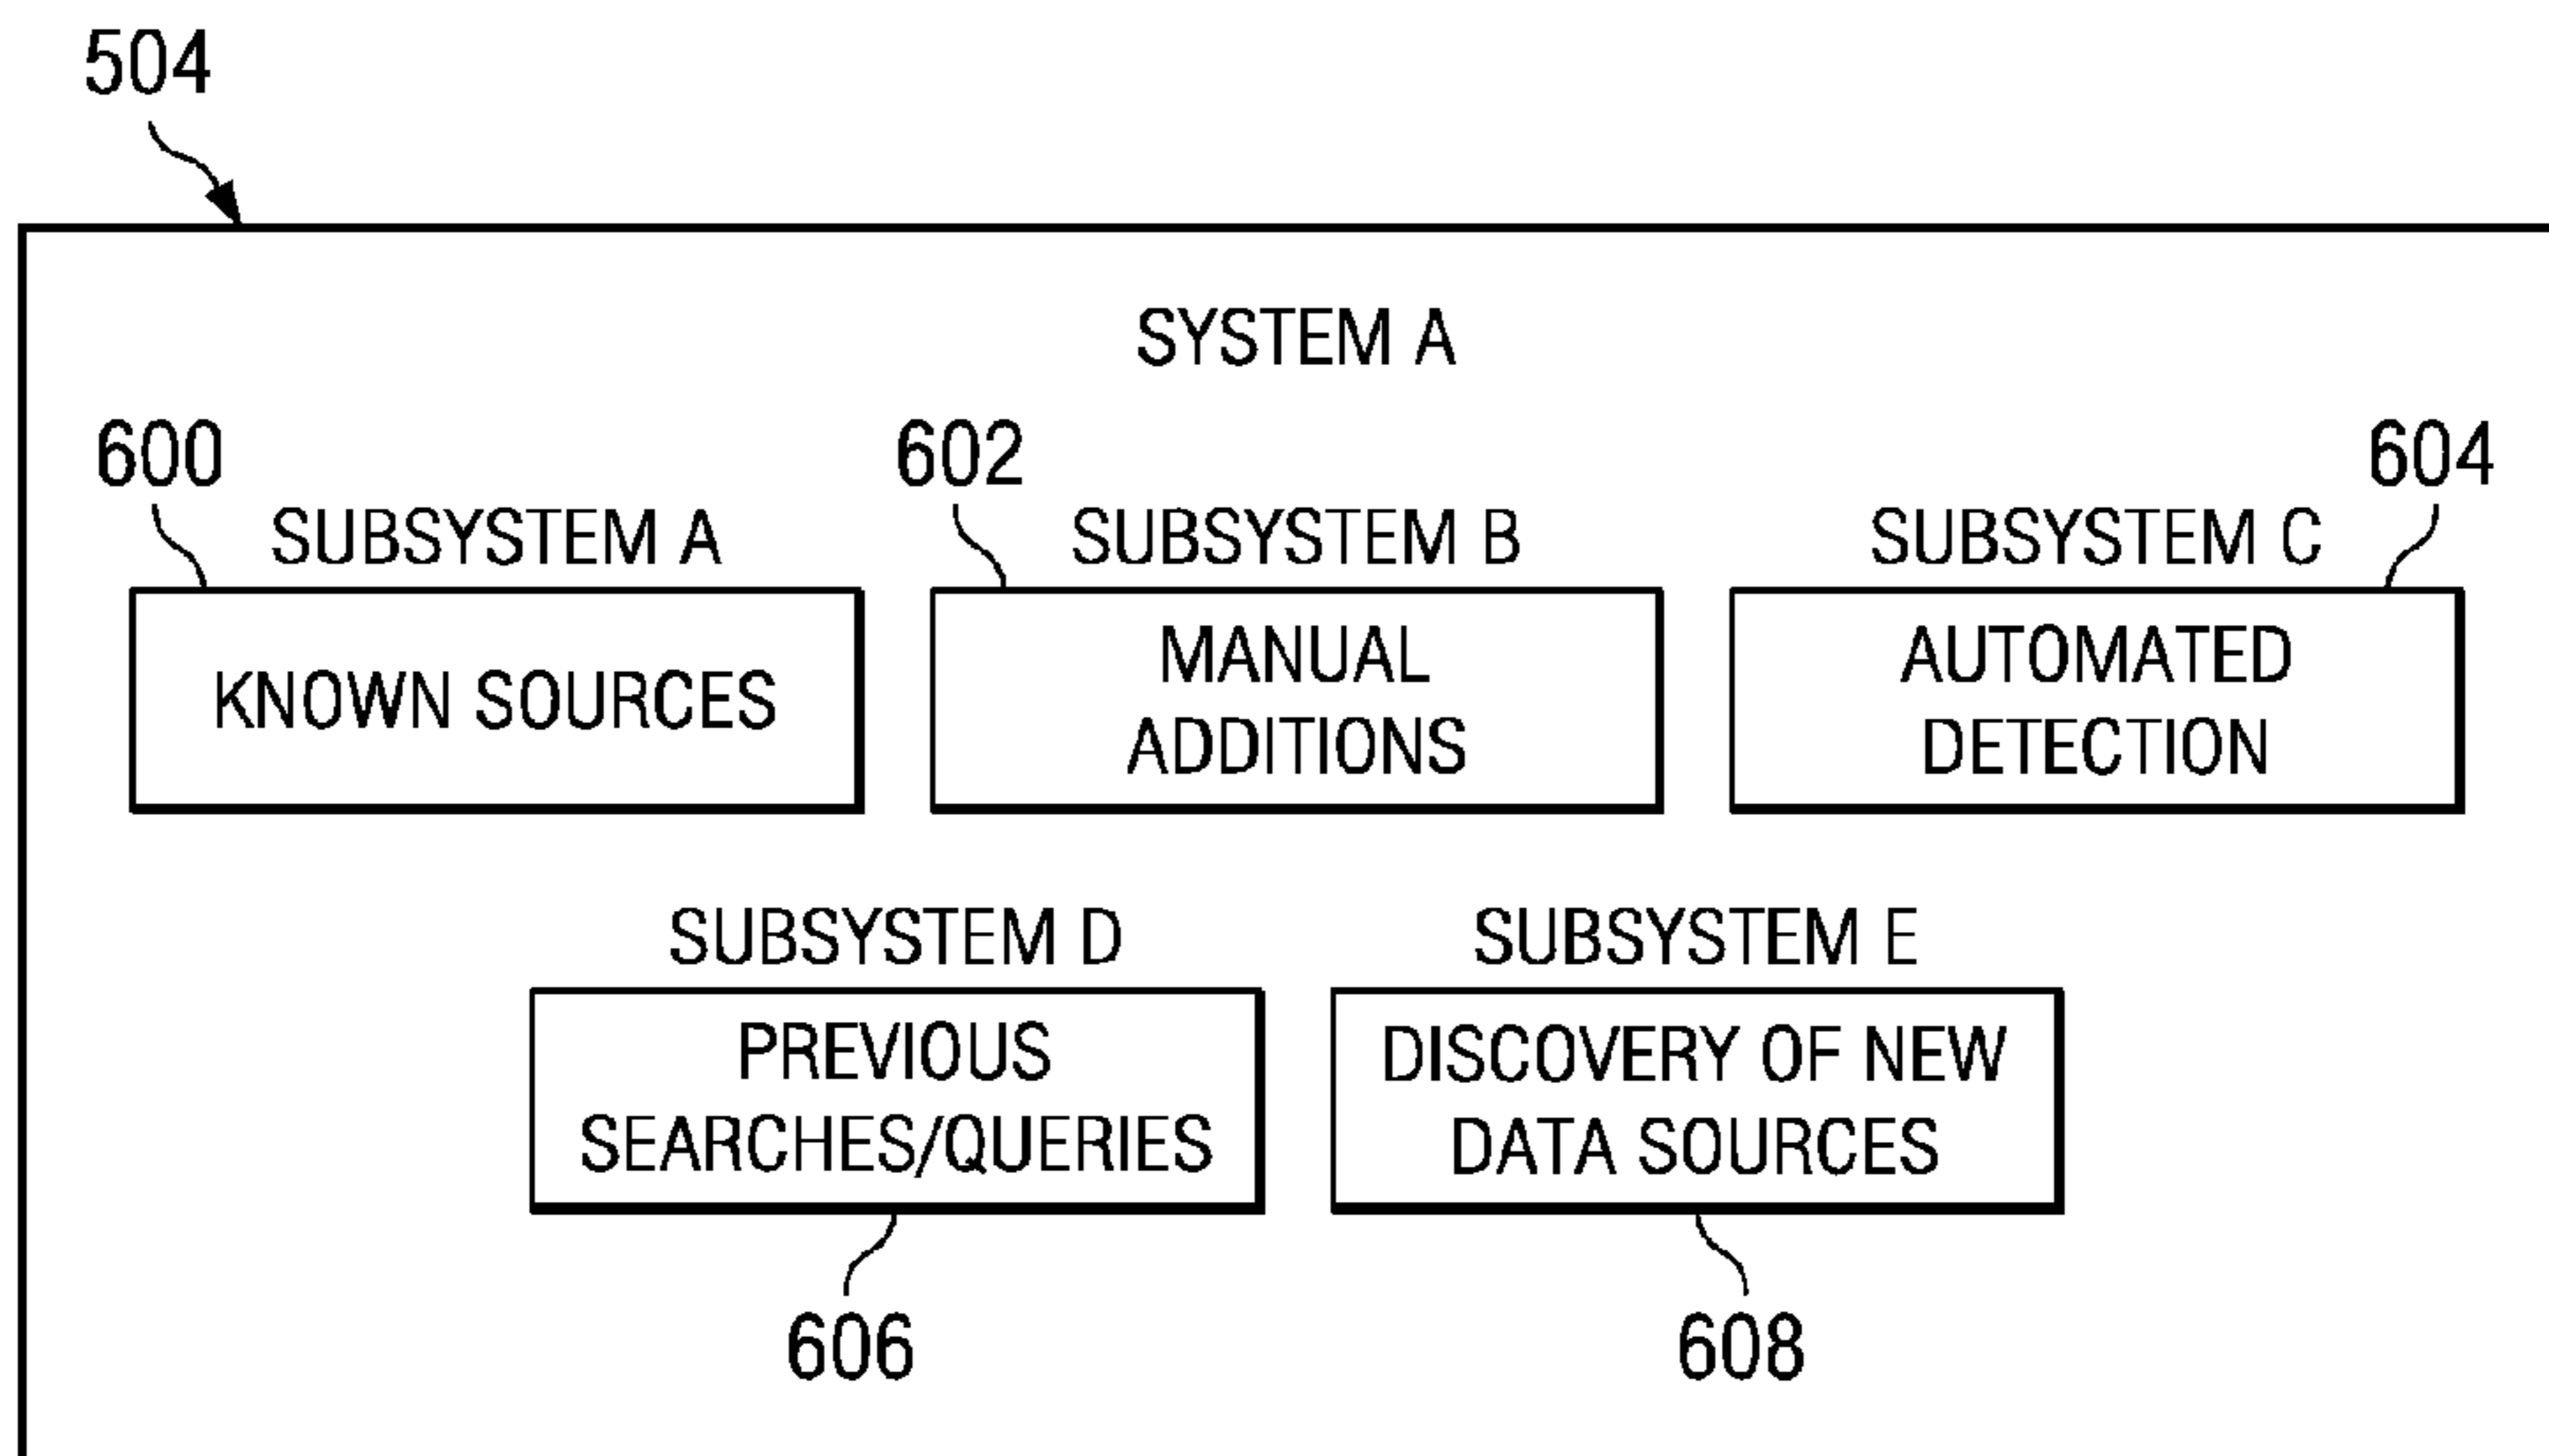 504
SYSTEM A
600
602
604
SUBSYSTEM A
SUBSYSTEM B
SUBSYSTEM C
KNOWN SOURCES
MANUAL
ADDITIONS
AUTOMATED
DETECTION
SUBSYSTEM D
SUBSYSTEM E
PREVIOUS
SEARCHES/QUERIES
DISCOVERY OF NEW
DATA SOURCES
606
608